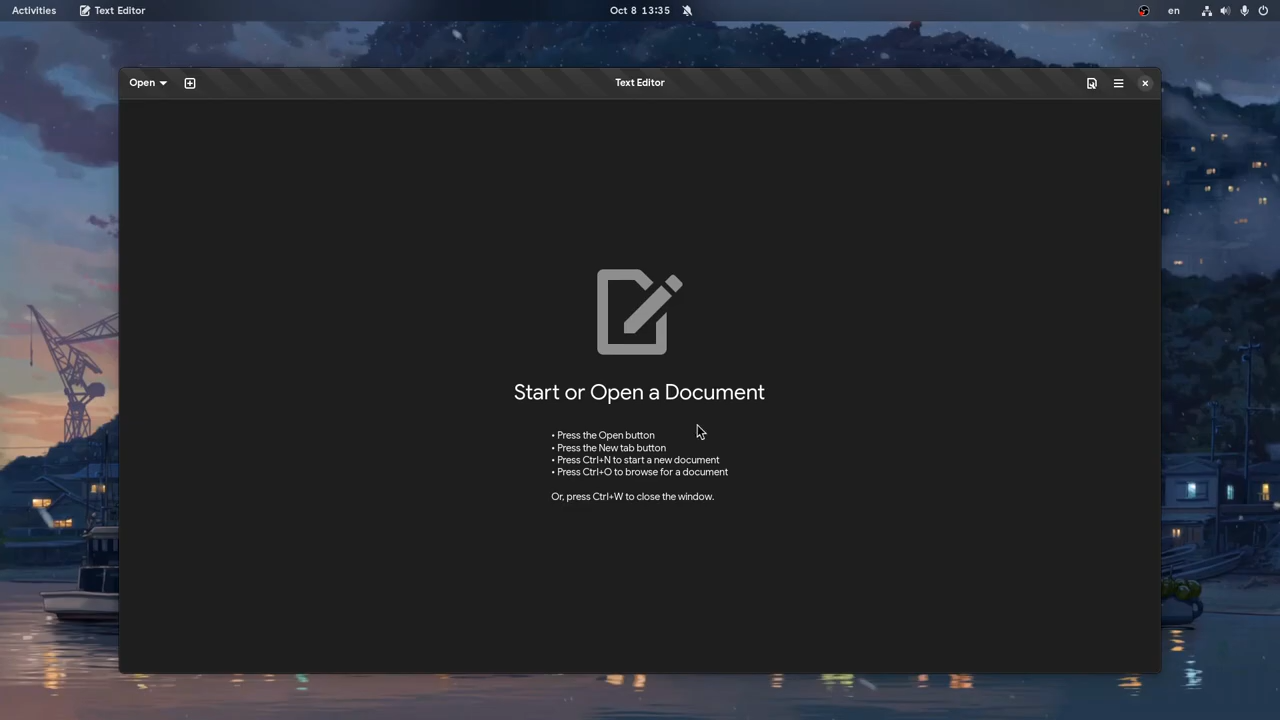 Activities
Text Editor
Oct 8 13:35
en
Open
Text Editor
Start or Open a Document
• Press the Open button
• Press the New tab button
• Press Ctrl+N to start a new document
• Press Ctrl+O to browse for a document
Or, press Ctrl+W to close the window.